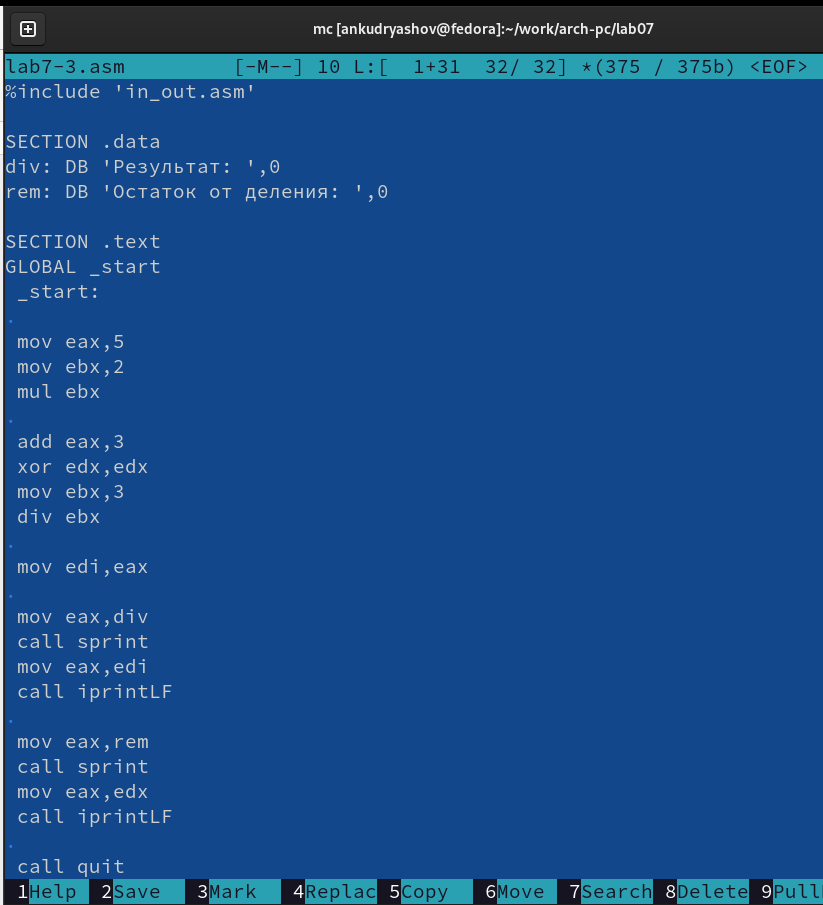 mc [ankudryashov@fedora]:~/work/arch-pc/lab07
lab7-3.asm [-M--] 10 L:[ 1+31 32/ 32] *(375 / 375b) <EOF>
%include 'in_out.asm'
SECTION .data
div: DB 'Результат: ',0
rem: DB 'Остаток от деления: ',0
SECTION .text
GLOBAL _start
_start:
mov eax,5
mov ebx,2
mul ebx
add eax,3
xor edx,edx
mov ebx,3
div ebx
mov edi,eax
mov eax,div
call sprint
mov eax,edi
call iprintLF
mov eax,rem
call sprint
mov eax,edx
call iprintLF
call quit
1Help 2Save 3Mark 4Replac 5Copy 6Move 7Search 8Delete 9Pull